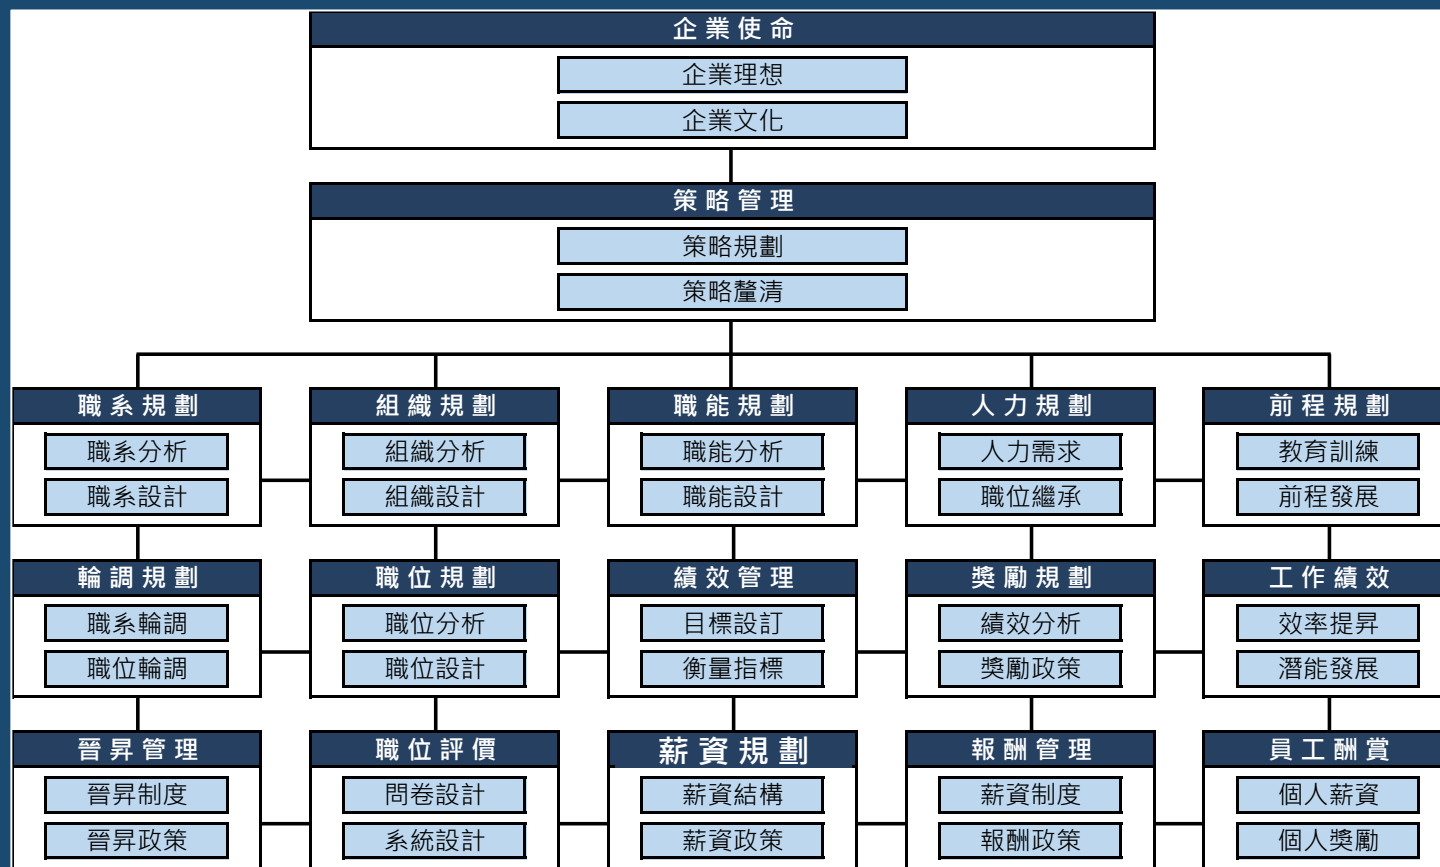 企業使命
企業理想
企業文化
策略管理
策略規劃
策略釐清
職系規劃 組織規劃 職能規劃 人力規劃 前程規劃
職系分析 組織分析 職能分析 人力需求 教育訓練
職系設計 組織設計 職能設計 職位繼承 前程發展
輪調規劃 職位規劃 績效管理 獎勵規劃 工作績效
職系輪調 職位分析 目標設訂 績效分析 效率提昇
職位輪調 職位設計 衡量指標 獎勵政策 潛能發展
晉昇管理 職位評價 薪資規劃 報酬管理 員工酬賞
晉昇制度 問卷設計 薪資結構 薪資制度 個人薪資
晉昇政策 系統設計 薪資政策 報酬政策 個人獎勵